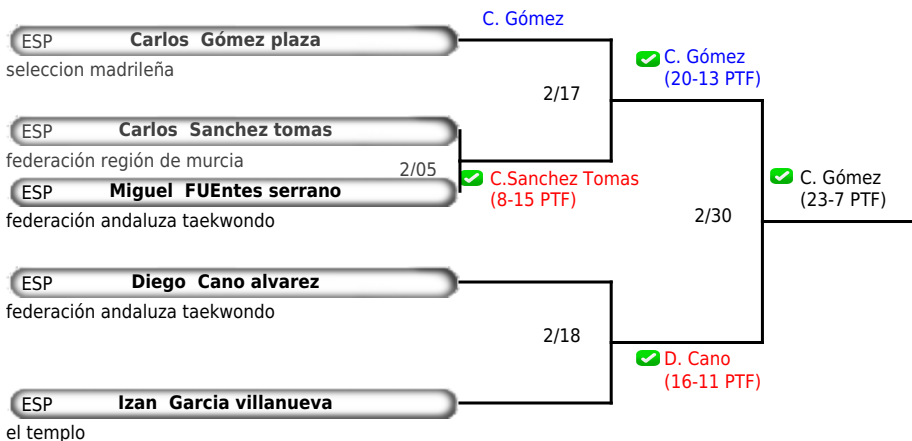 C. Gómez
ESP Carlos Gómez plaza
seleccion madrileña
C. Gómez
(20-13 PTF)
2/17
ESP Carlos Sanchez tomas
federación región de murcia
2/05
C.Sanchez Tomas
(8-15 PTF)
ESP Miguel FUEntes serrano
federación andaluza taekwondo
C. Gómez
(23-7 PTF)
2/30
ESP Diego Cano alvarez
federación andaluza taekwondo
2/18
D. Cano
(16-11 PTF)
ESP Izan Garcia villanueva
el templo